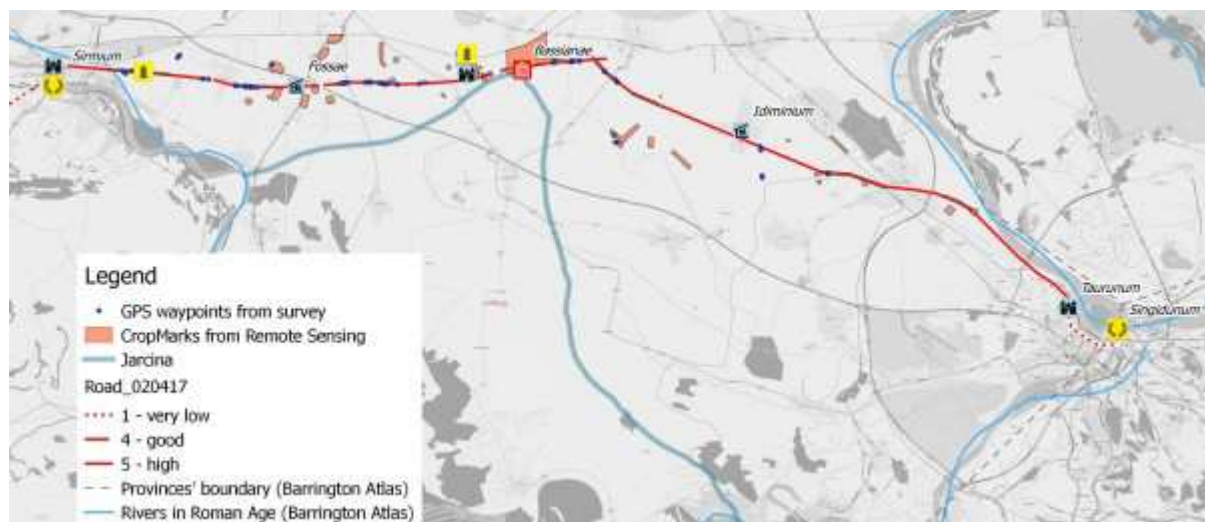 Sirmium
Fossae
Bassianae
Idiminium
Taurunum
Singidunum
Legend
GPS waypoints from survey
CropMarks from Remote Sensing
Jarcina
Road_020417
1 - very low
4 - good
5 - high
Provinces' boundary (Barrington Atlas)
Rivers in Roman Age (Barrington Atlas)